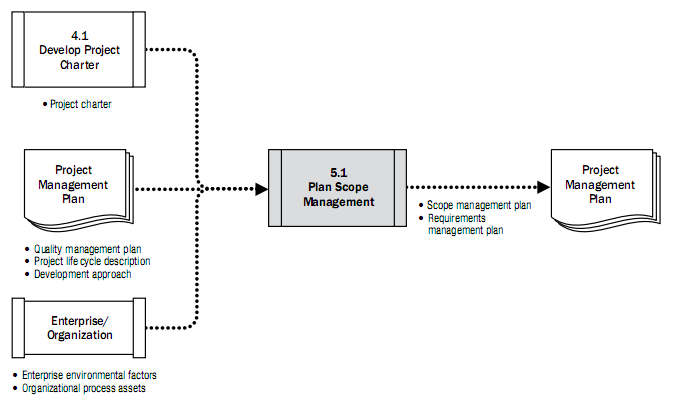 4.1
Develop Project
Charter
• Project charter
Project
Management
Plan
• Quality management plan
• Project life cycle description
• Development approach
Enterprise/
Organization
• Enterprise environmental factors
• Organizational process assets
5.1
Plan Scope
Management
• Scope management plan
• Requirements
management plan
Project
Management
Plan